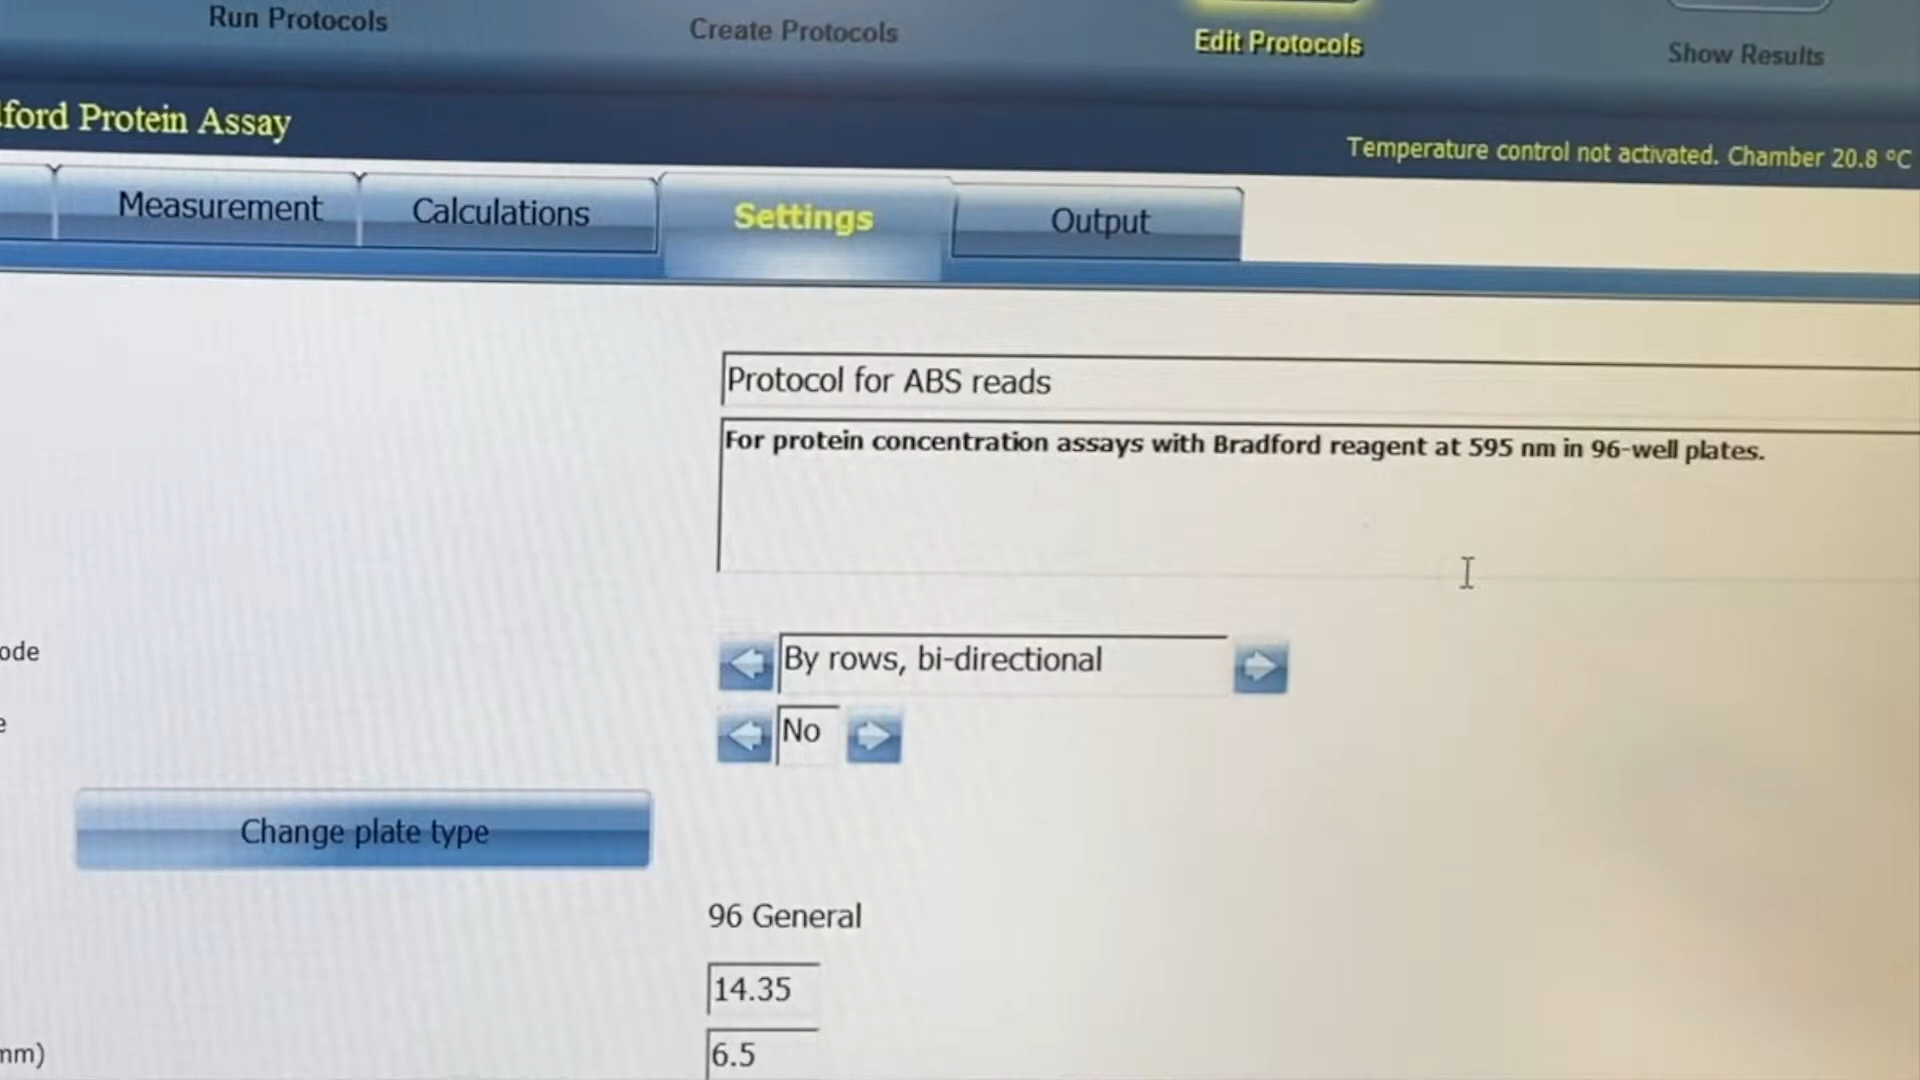 Run Protocols
Create Protocols
Edit Protocols
Show Results
ford Protein Assay
Temperature control not activated. Chamber 20.8 °C
Measurement
Calculations
Settings
Output
Protocol for ABS reads
For protein concentration assays with Bradford reagent at 595 nm in 96-well plates.
ode
By rows, bi-directional
e
No
Change plate type
96 General
14.35
mm)
6.5